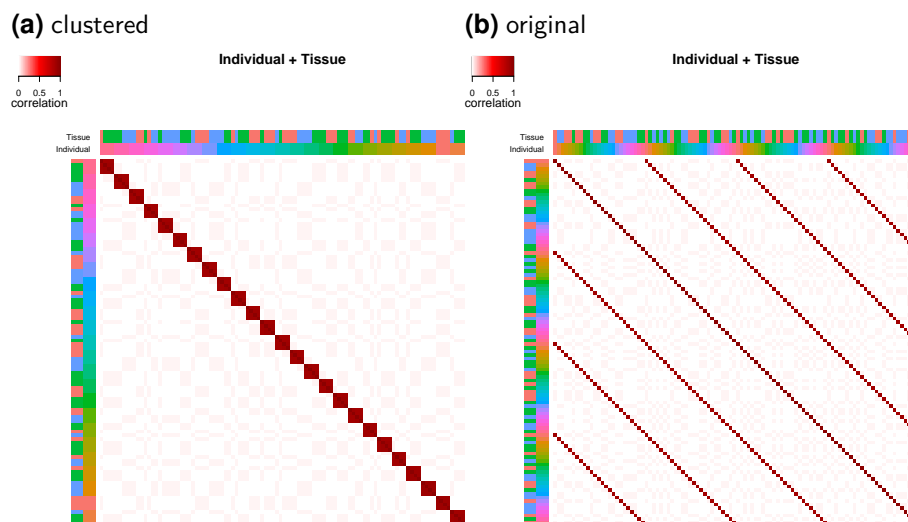 (a) clustered
Individual + Tissue
0 0.5 1
correlation
Tissue
Individual
(b) original
Individual + Tissue
0 0.5 1
correlation
Tissue
Individual